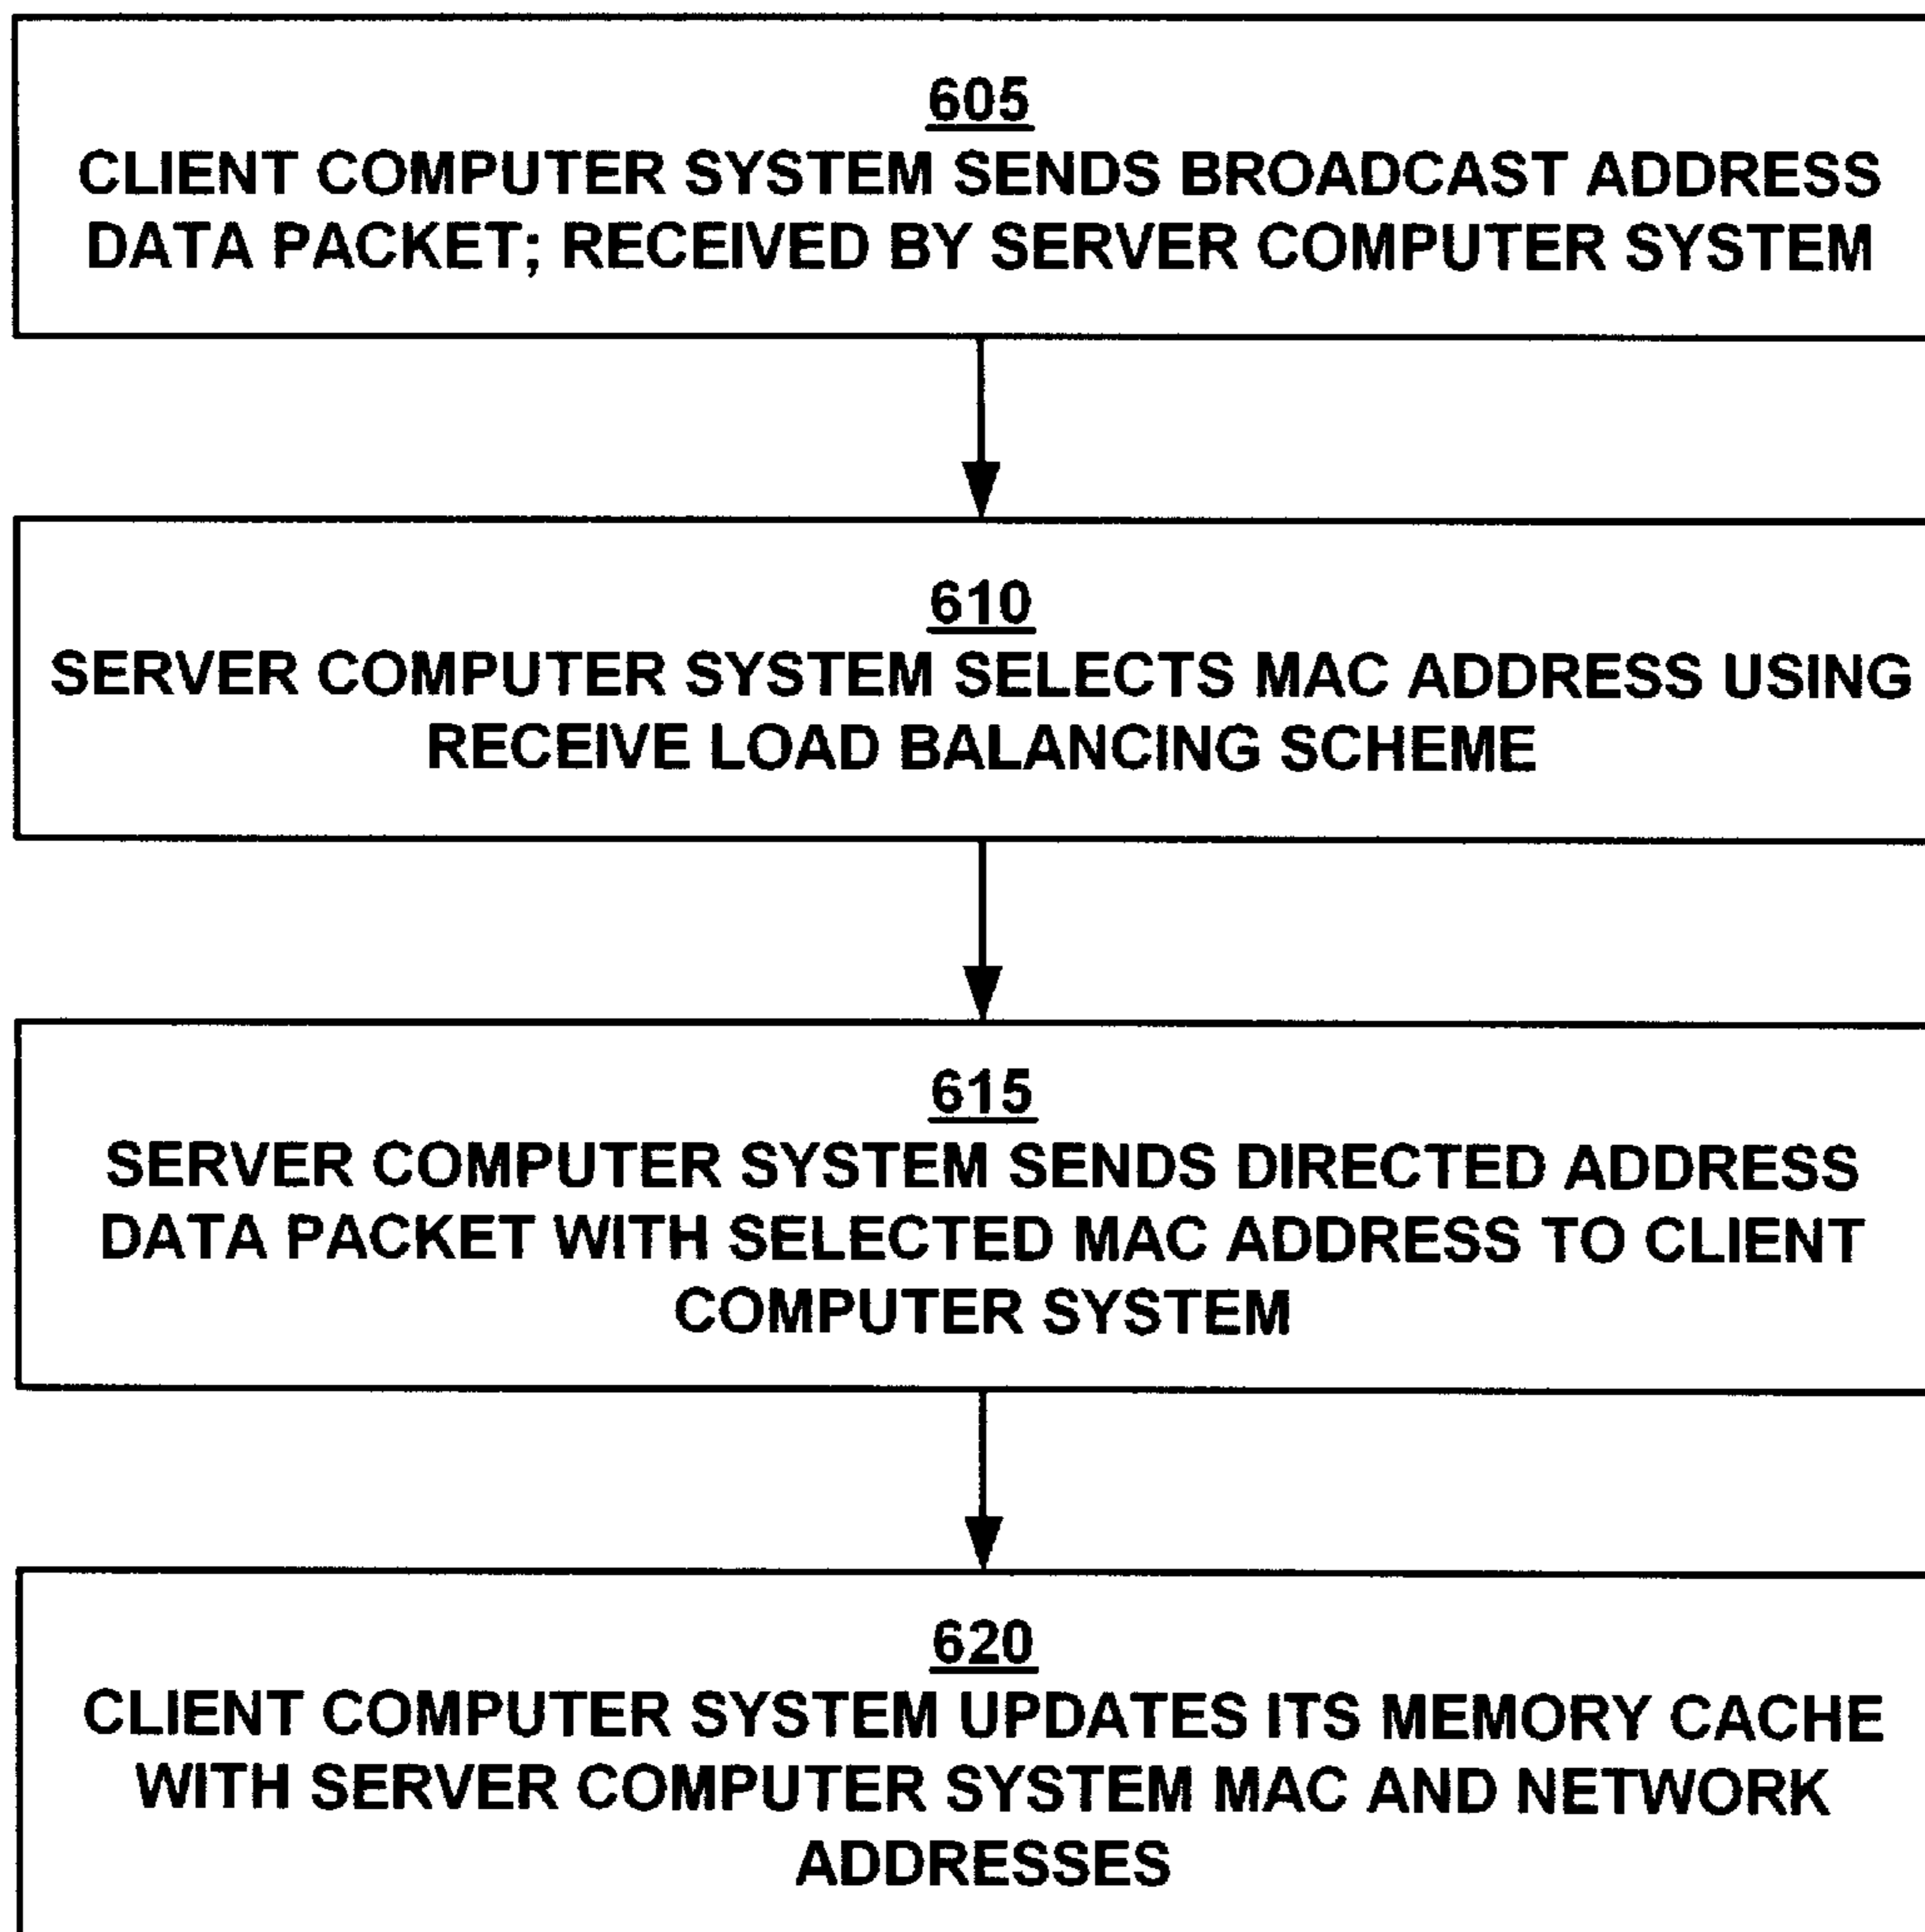 605
CLIENT COMPUTER SYSTEM SENDS BROADCAST ADDRESS
DATA PACKET; RECEIVED BY SERVER COMPUTER SYSTEM
610
SERVER COMPUTER SYSTEM SELECTS MAC ADDRESS USING
RECEIVE LOAD BALANCING SCHEME
615
SERVER COMPUTER SYSTEM SENDS DIRECTED ADDRESS
DATA PACKET WITH SELECTED MAC ADDRESS TO CLIENT
COMPUTER SYSTEM
620
CLIENT COMPUTER SYSTEM UPDATES ITS MEMORY CACHE
WITH SERVER COMPUTER SYSTEM MAC AND NETWORK
ADDRESSES